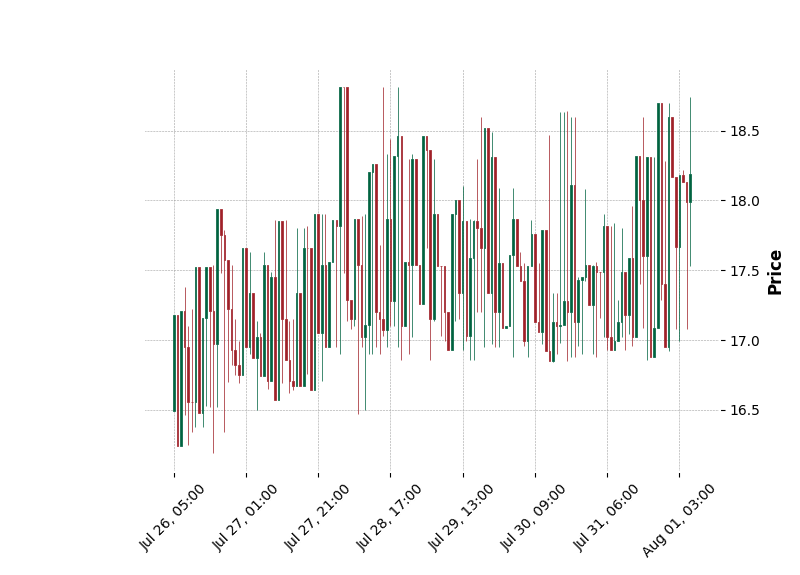 18.5
18.0
17.5
17.0
16.5
Price
Jul 26, 05:00
Jul 27, 01:00
Jul 27, 21:00
Jul 28, 17:00
Jul 29, 13:00
Jul 30, 09:00
Jul 31, 06:00
Aug 01, 03:00